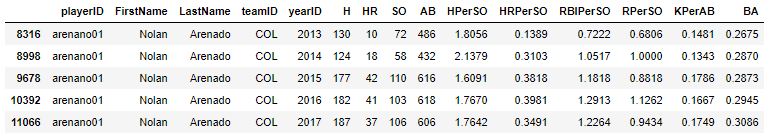 playerID FirstName LastName teamID yearID H HR SO AB HPerSO HRPerSO RBIPerSO RPerSO KPerAB BA
8316 arenano01 Nolan Arenado COL 2013 130 10 72 486 1.8056 0.1389 0.7222 0.6806 0.1481 0.2675
8998 arenano01 Nolan Arenado COL 2014 124 18 58 432 2.1379 0.3103 1.0517 1.0000 0.1343 0.2870
9678 arenano01 Nolan Arenado COL 2015 177 42 110 616 1.6091 0.3818 1.1818 0.8818 0.1786 0.2873
10392 arenano01 Nolan Arenado COL 2016 182 41 103 618 1.7670 0.3981 1.2913 1.1262 0.1667 0.2945
11066 arenano01 Nolan Arenado COL 2017 187 37 106 606 1.7642 0.3491 1.2264 0.9434 0.1749 0.3086